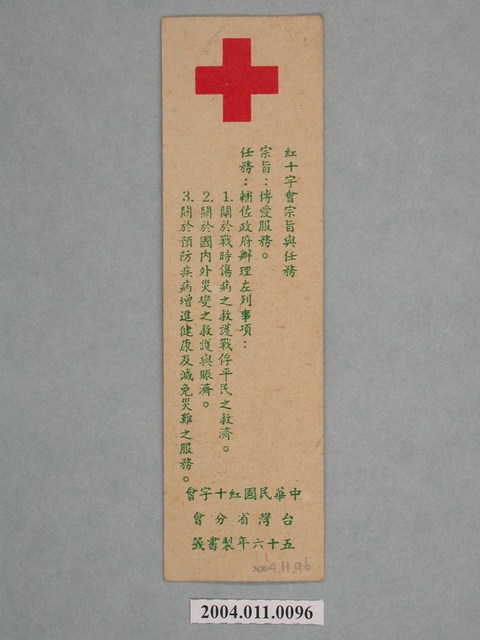 紅十字會宗旨與任務
宗旨：博愛服務。
任務：輔佐政府辦理左列事項：
1.關於戰時傷病之救護戰俘平民之救濟。
2.關於國內外災變之救護與賑濟。
3.關於預防疾病增進健康及減免災難之服務。
中華民國紅十字會
台灣省分會
五十六年製書籤
2004.11.96
2004.011.0096